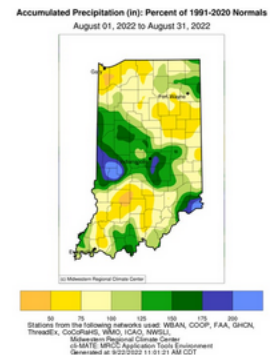 Accumulated Precipitation (in): Percent of 1991-2020 Normals
August 01, 2022 to August 31, 2022
Fort Wayne
(c) Midwestern Regional Climate Center
50 75 100 125 150 175 200
Stations from the following networks used: WBAN, COOP, FAA, GHCN,
ThreadEx, CoCoRaHS, WMO, ICAO, NWSLI,
Midwestern Regional Climate Center
cli-MATE: MRCC Application Tools Environment
Generated at: 9/22/2022 11:01:21 AM CDT